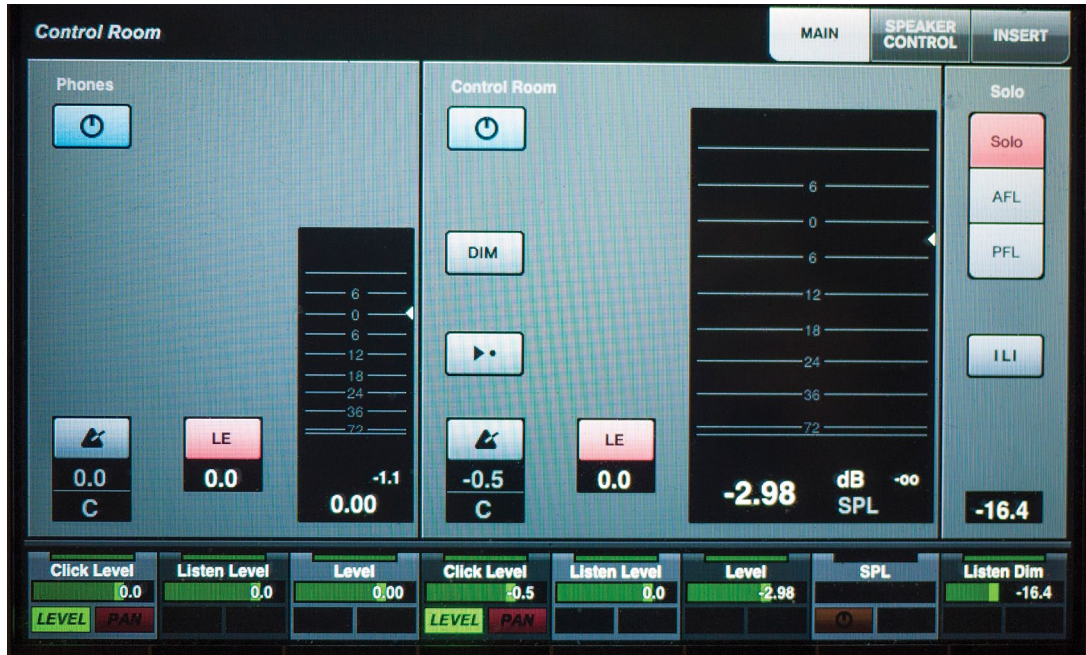 Control Room
MAIN
SPEAKER
CONTROL
INSERT
Phones
6
0
6
12
18
24
36
72
LE
0.0
C
0.0
-1.1
0.00
Control Room
DIM
6
0
6
12
18
24
36
72
LE
-0.5
C
0.0
-2.98
dB
SPL
-oo
Solo
Solo
AFL
PFL
ILI
-16.4
Click Level
0.0
LEVEL PAN
Listen Level
0.0
Level
0.00
Click Level
-0.5
LEVEL PAN
Listen Level
0.0
Level
-2.98
SPL
Listen Dim
-16.4